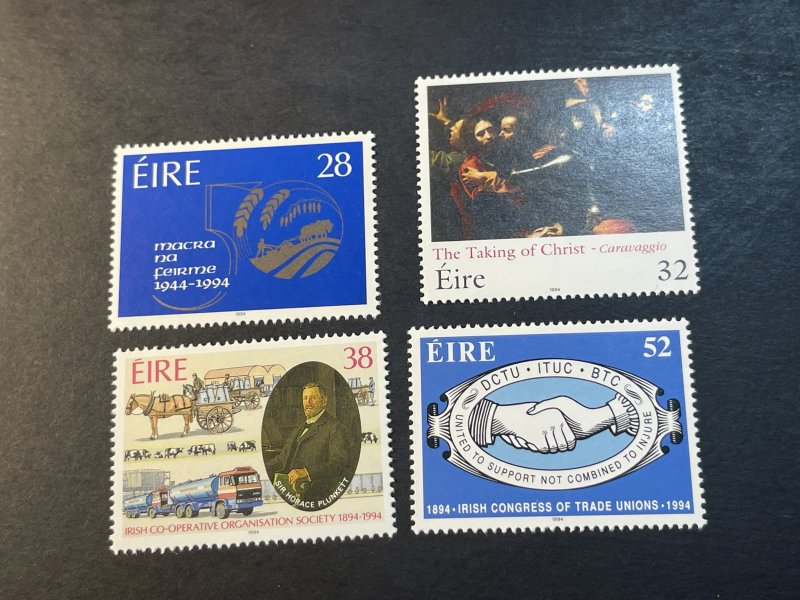 ÉIRE 28
macra
na
feirme
1944-1994
1994
The Taking of Christ - Caravaggio
Éire 32
1994
ÉIRE 38
SIR HORACE PLUNKETT
IRISH CO-OPERATIVE ORGANISATION SOCIETY 1894-1994
1994
ÉIRE 52
DCTU · ITUC · BTC
UNITED TO SUPPORT NOT COMBINED TO INJURE
1894 · IRISH CONGRESS OF TRADE UNIONS · 1994
1994